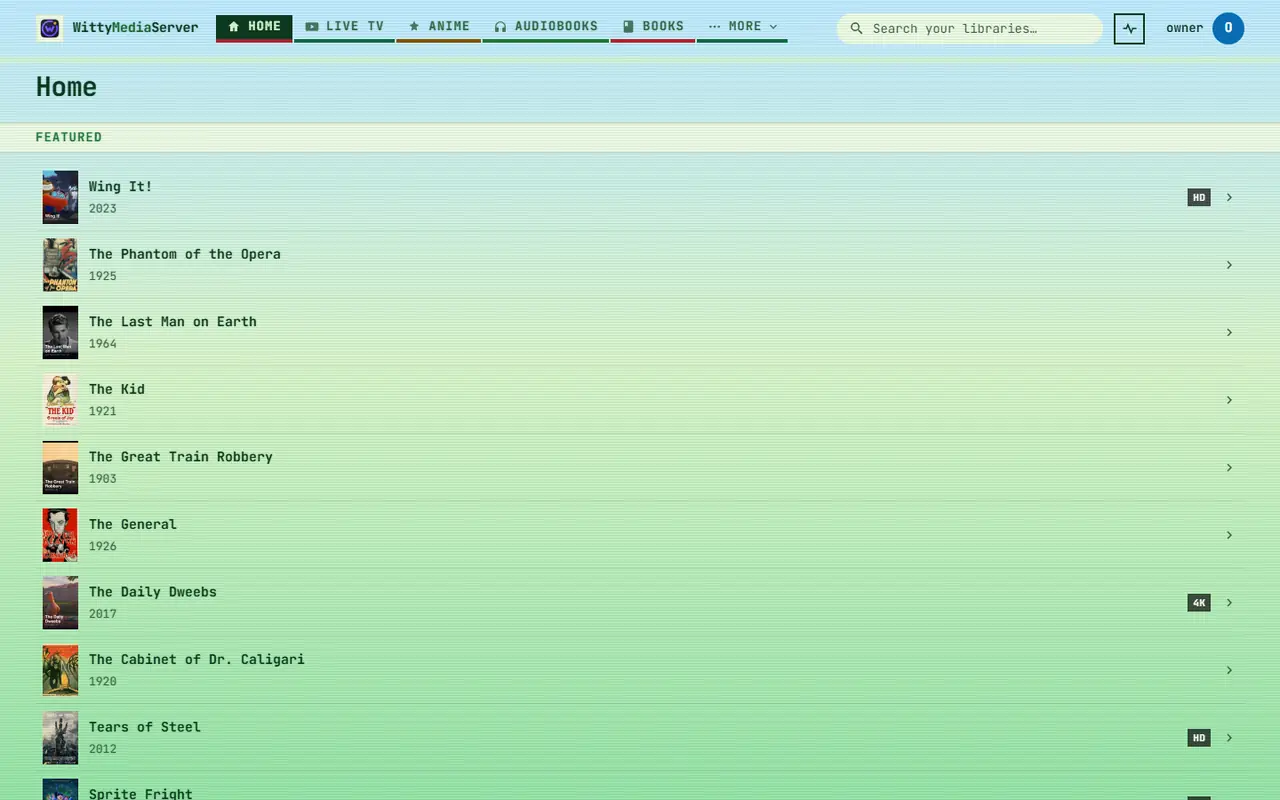 WittyMediaServer
HOME
LIVE TV
ANIME
AUDIOBOOKS
BOOKS
MORE
Search your libraries…
owner
O
Home
FEATURED
Wing It!
2023
HD
The Phantom of the Opera
1925
The Last Man on Earth
1964
The Kid
1921
The Great Train Robbery
1903
The General
1926
The Daily Dweebs
2017
4K
The Cabinet of Dr. Caligari
1920
Tears of Steel
2012
HD
Sprite Fright